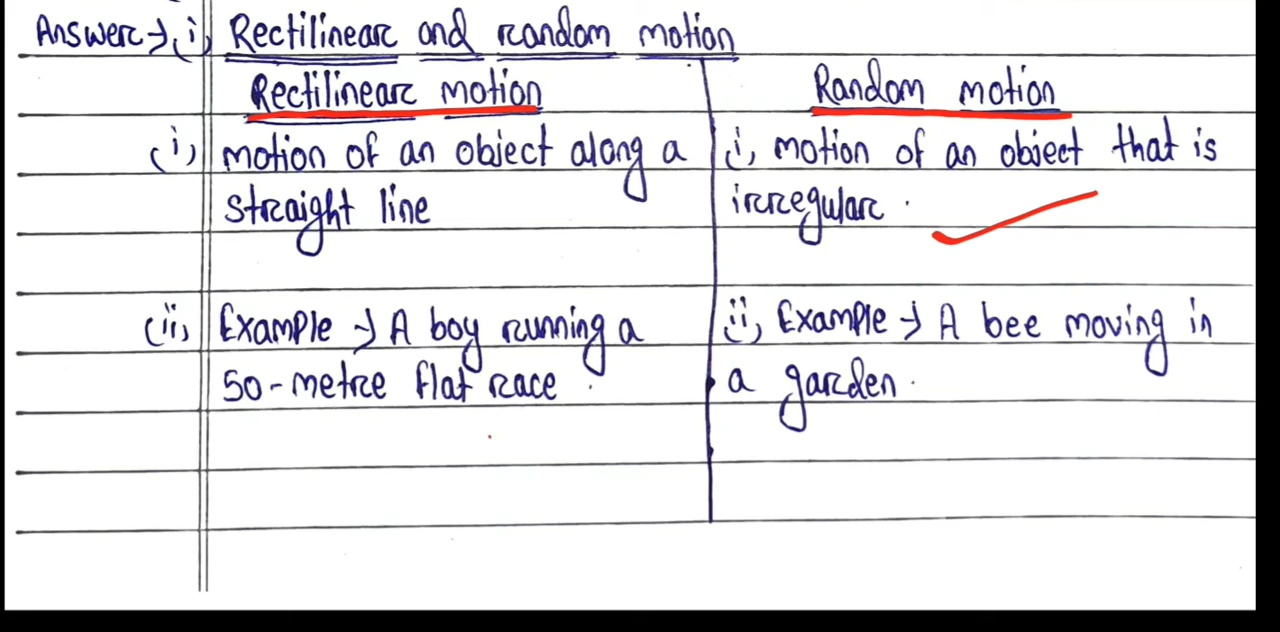 Answer → (i) Rectilinear and random motion
Rectilinear motion
Random motion
(i) motion of an object along a
straight line
i) motion of an object that is
irregular.
(ii) Example → A boy running a
50-metre flat race.
ii) Example → A bee moving in
a garden.